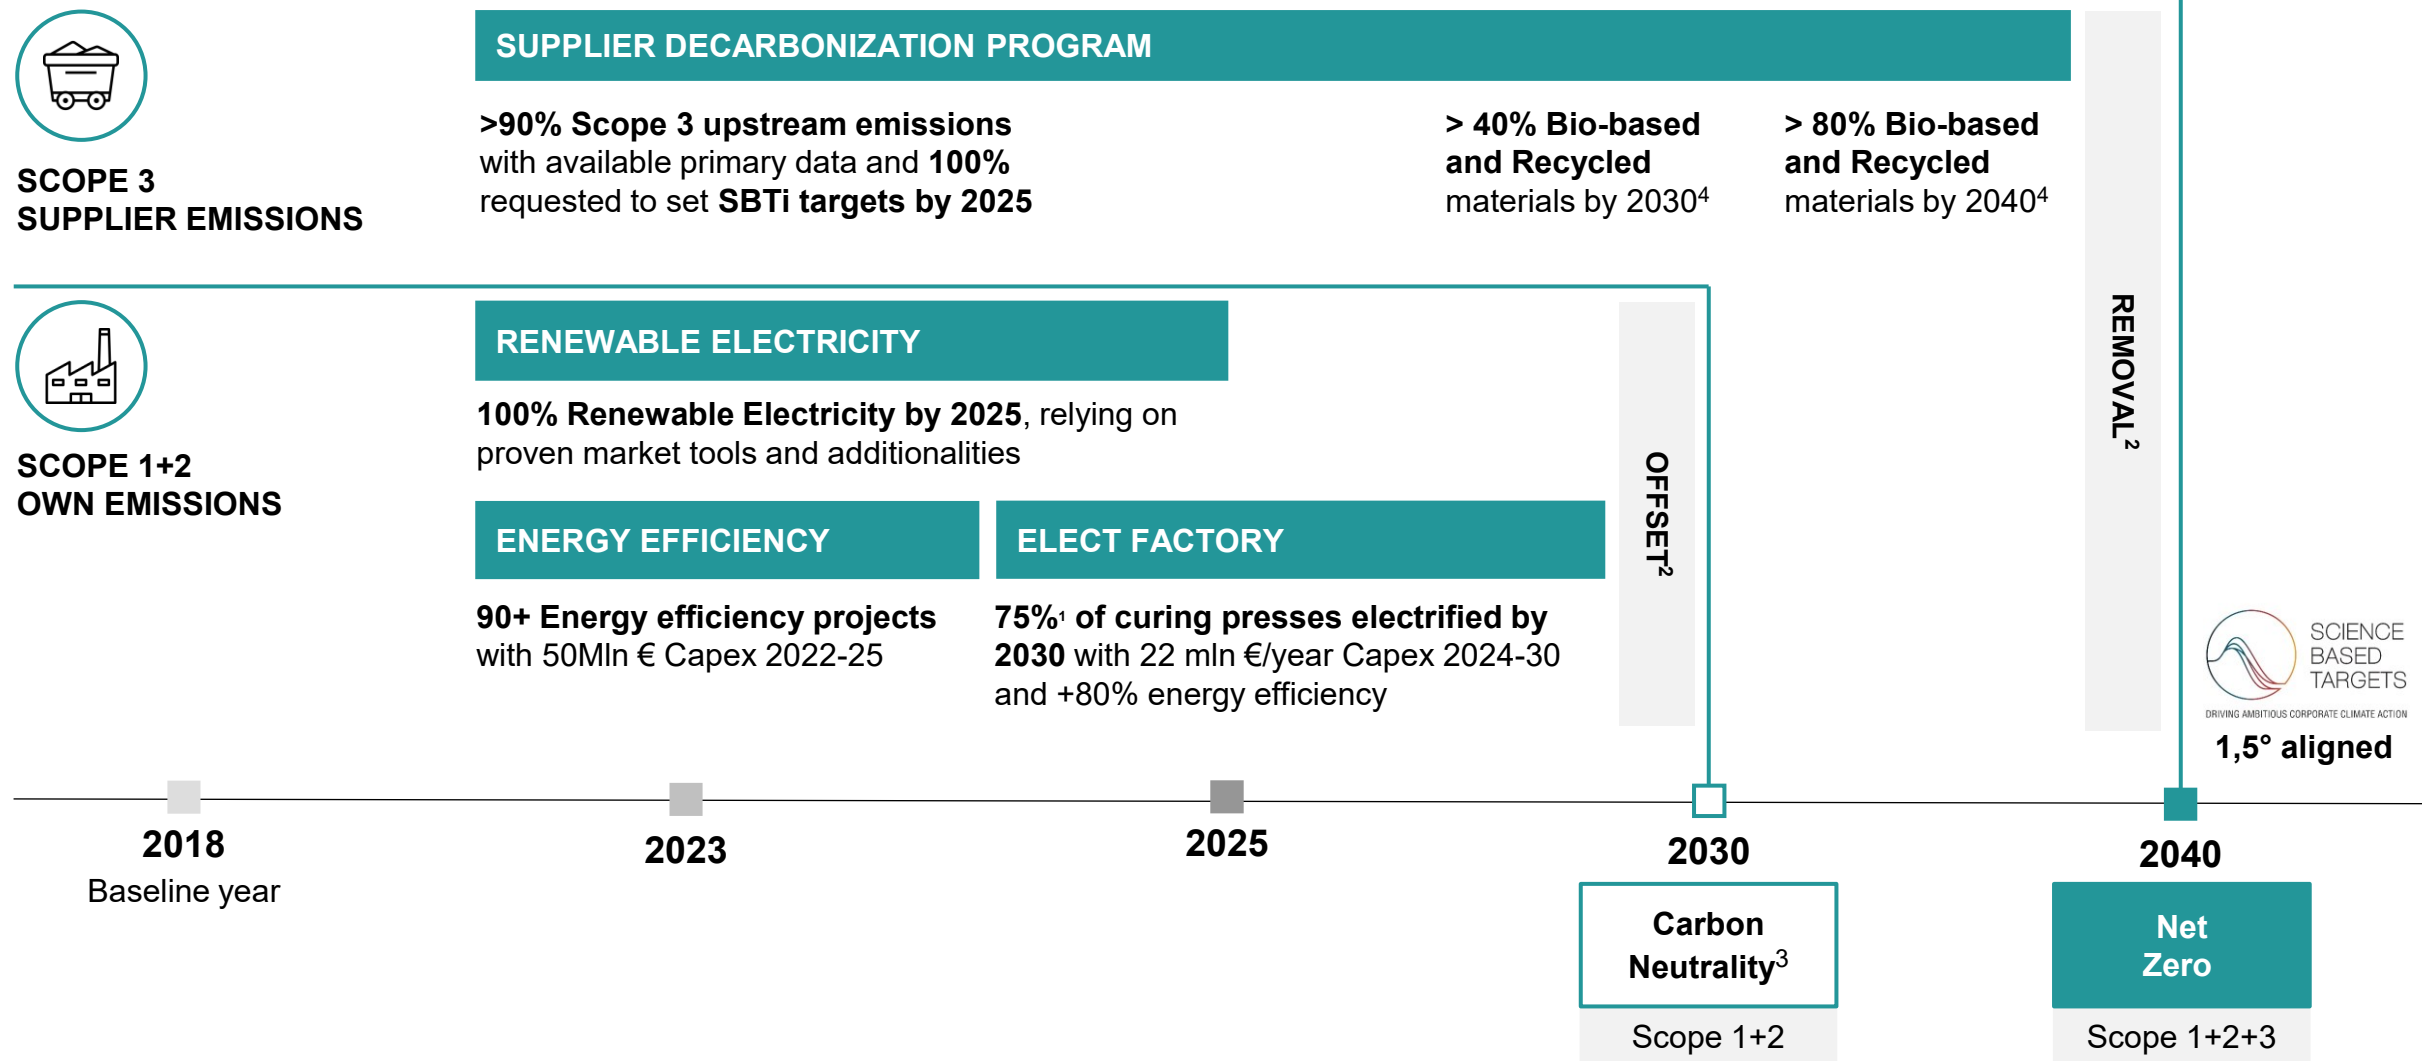 SUPPLIER DECARBONIZATION PROGRAM
SCOPE 3
SUPPLIER EMISSIONS
>90% Scope 3 upstream emissions
with available primary data and 100%
requested to set SBTi targets by 2025
> 40% Bio-based
and Recycled
materials by 2030⁴
> 80% Bio-based
and Recycled
materials by 2040⁴
REMOVAL²
SCOPE 1+2
OWN EMISSIONS
RENEWABLE ELECTRICITY
100% Renewable Electricity by 2025, relying on
proven market tools and additionalities
ENERGY EFFICIENCY
90+ Energy efficiency projects
with 50Mln € Capex 2022-25
ELECT FACTORY
75%¹ of curing presses electrified by
2030 with 22 mln €/year Capex 2024-30
and +80% energy efficiency
OFFSET²
SCIENCE
BASED
TARGETS
DRIVING AMBITIOUS CORPORATE CLIMATE ACTION
1,5° aligned
2018
Baseline year
2023
2025
2030
Carbon
Neutrality³
Scope 1+2
2040
Net
Zero
Scope 1+2+3